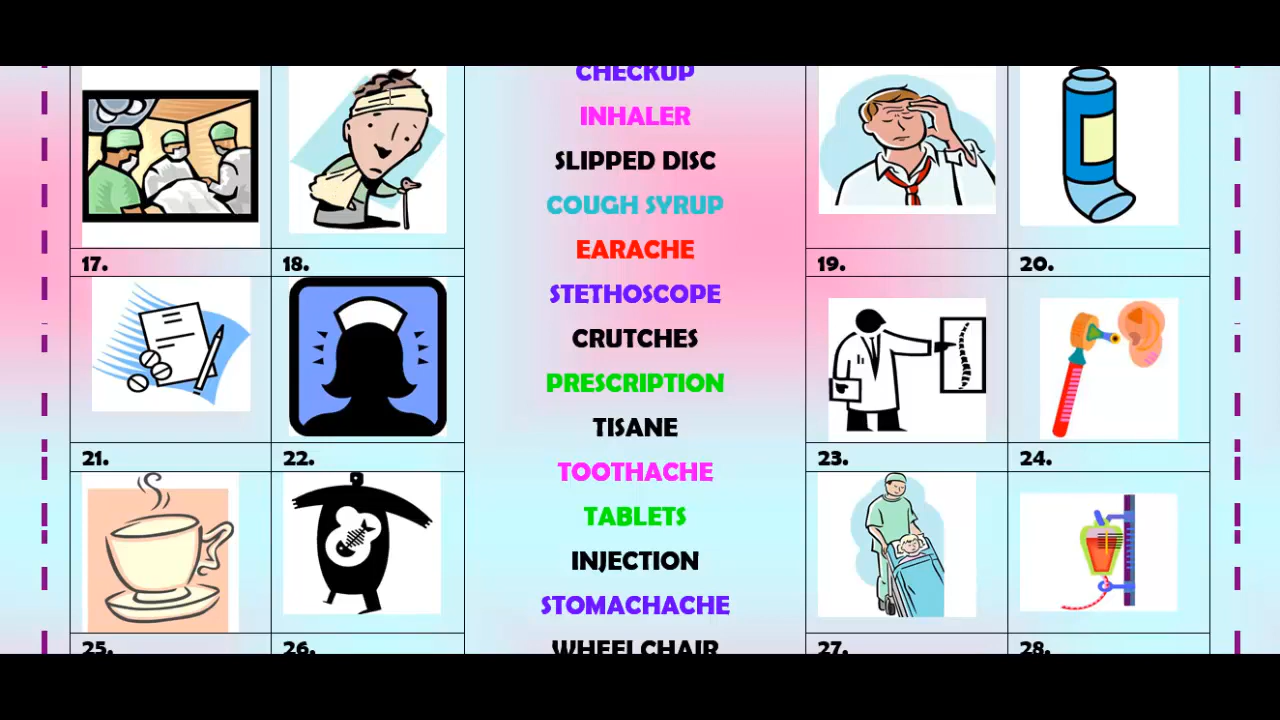 CHECKUP
INHALER
SLIPPED DISC
COUGH SYRUP
EARACHE
STETHOSCOPE
CRUTCHES
PRESCRIPTION
TISANE
TOOTHACHE
TABLETS
INJECTION
STOMACHACHE
WHEELCHAIR
17. 18. 19. 20.
21. 22. 23. 24.
25. 26. 27. 28.